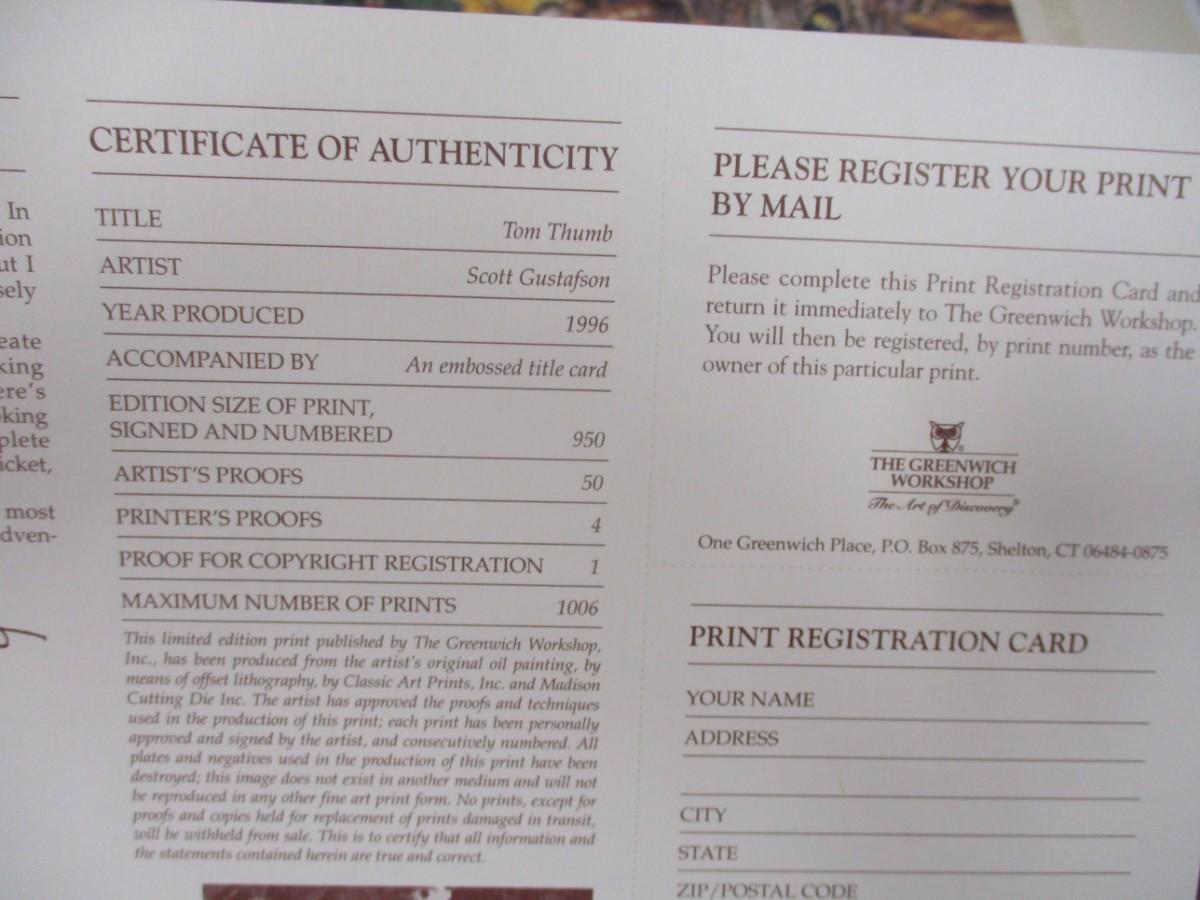 In
ion
ut I
sely
eate
king
ere's
oking
plete
icket,
most
dven-
CERTIFICATE OF AUTHENTICITY
TITLE Tom Thumb
ARTIST Scott Gustafson
YEAR PRODUCED 1996
ACCOMPANIED BY An embossed title card
EDITION SIZE OF PRINT,
SIGNED AND NUMBERED 950
ARTIST'S PROOFS 50
PRINTER'S PROOFS 4
PROOF FOR COPYRIGHT REGISTRATION 1
MAXIMUM NUMBER OF PRINTS 1006
This limited edition print published by The Greenwich Workshop,
Inc., has been produced from the artist's original oil painting, by
means of offset lithography, by Classic Art Prints, Inc. and Madison
Cutting Die Inc. The artist has approved the proofs and techniques
used in the production of this print; each print has been personally
approved and signed by the artist, and consecutively numbered. All
plates and negatives used in the production of this print have been
destroyed; this image does not exist in another medium and will not
be reproduced in any other fine art print form. No prints, except for
proofs and copies held for replacement of prints damaged in transit,
will be withheld from sale. This is to certify that all information and
the statements contained herein are true and correct.
PLEASE REGISTER YOUR PRINT
BY MAIL
Please complete this Print Registration Card and
return it immediately to The Greenwich Workshop.
You will then be registered, by print number, as the
owner of this particular print.
THE GREENWICH
WORKSHOP
The Art of Discovery®
One Greenwich Place, P.O. Box 875, Shelton, CT 06484-0875
PRINT REGISTRATION CARD
YOUR NAME
ADDRESS
CITY
STATE
ZIP/POSTAL CODE